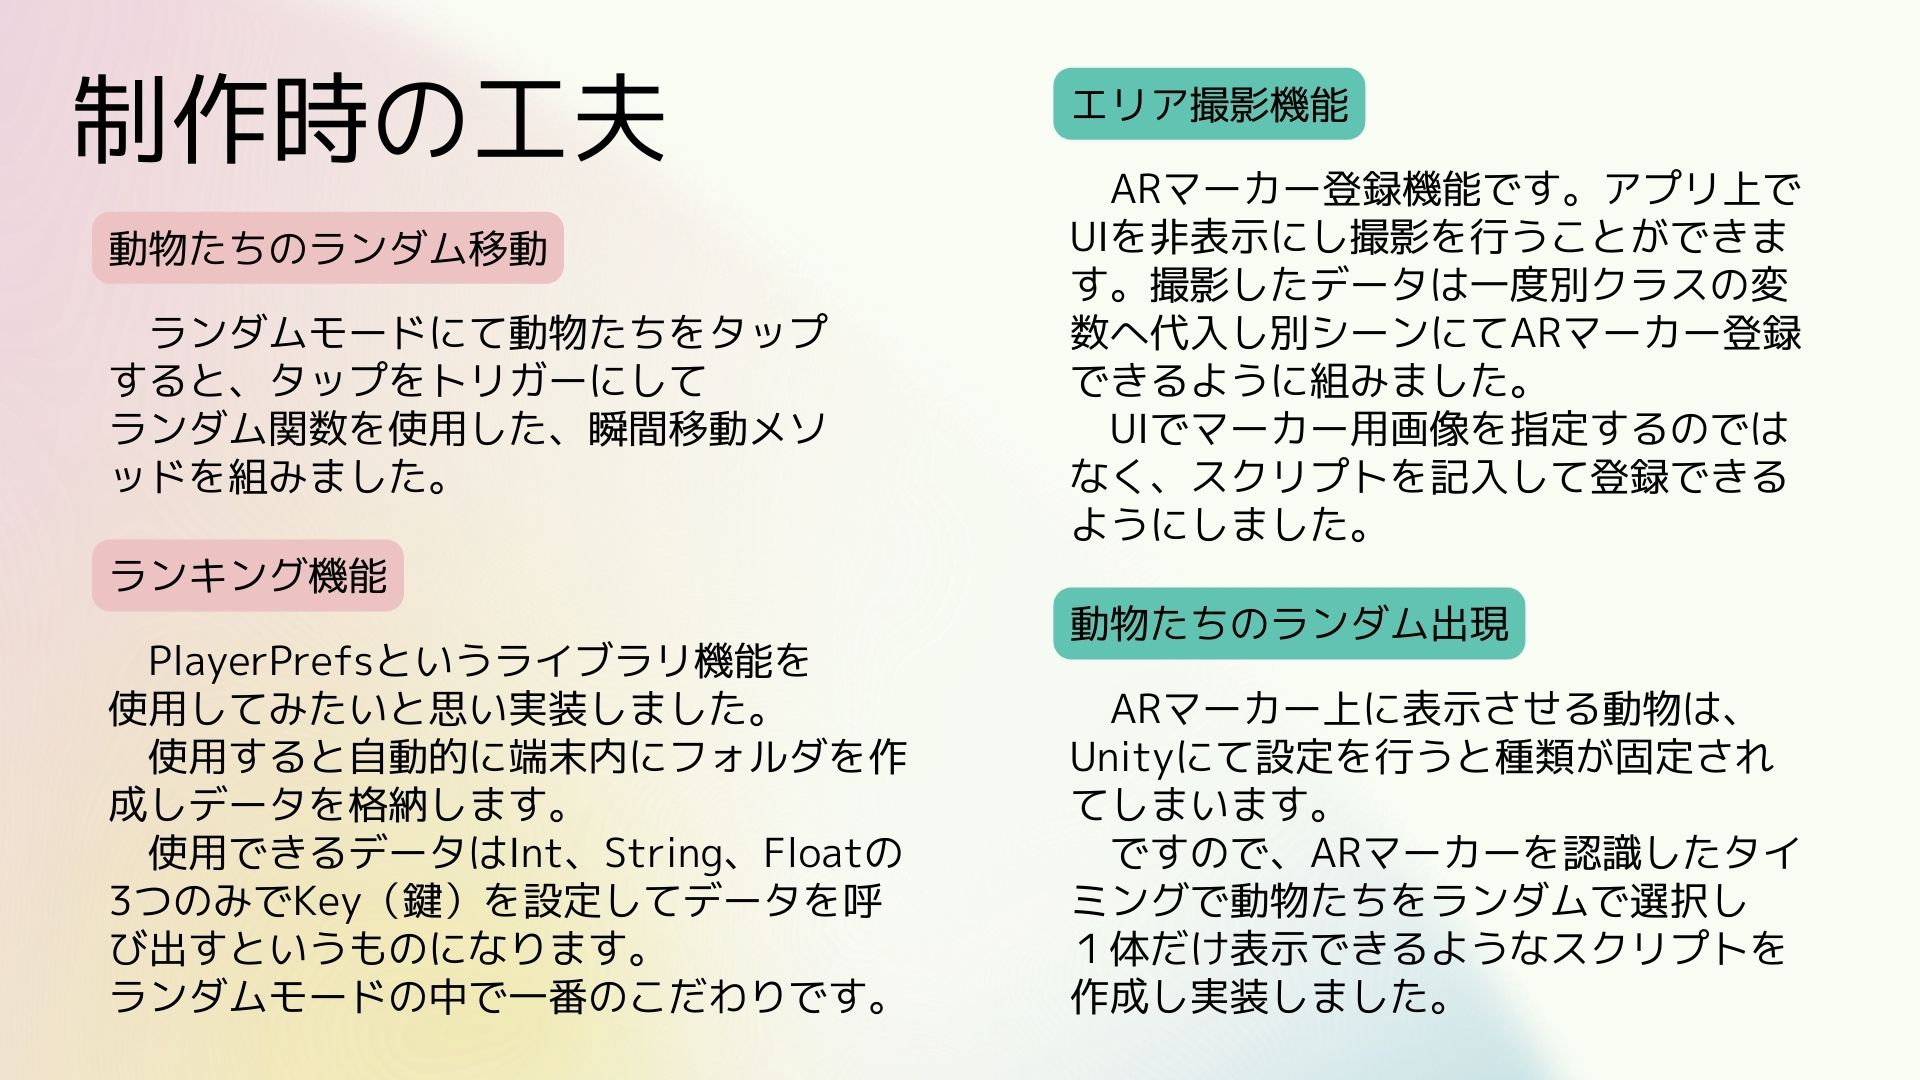 制作時の工夫
動物たちのランダム移動
　ランダムモードにて動物たちをタップ
すると、タップをトリガーにして
ランダム関数を使用した、瞬間移動メソ
ッドを組みました。
ランキング機能
　PlayerPrefsというライブラリ機能を
使用してみたいと思い実装しました。
　使用すると自動的に端末内にフォルダを作
成しデータを格納します。
　使用できるデータはInt、String、Floatの
3つのみでKey（鍵）を設定してデータを呼
び出すというものになります。
ランダムモードの中で一番のこだわりです。
エリア撮影機能
　ARマーカー登録機能です。アプリ上で
UIを非表示にし撮影を行うことができま
す。撮影したデータは一度別クラスの変
数へ代入し別シーンにてARマーカー登録
できるように組みました。
　UIでマーカー用画像を指定するのでは
なく、スクリプトを記入して登録できる
ようにしました。
動物たちのランダム出現
　ARマーカー上に表示させる動物は、
Unityにて設定を行うと種類が固定され
てしまいます。
　ですので、ARマーカーを認識したタイ
ミングで動物たちをランダムで選択し
１体だけ表示できるようなスクリプトを
作成し実装しました。